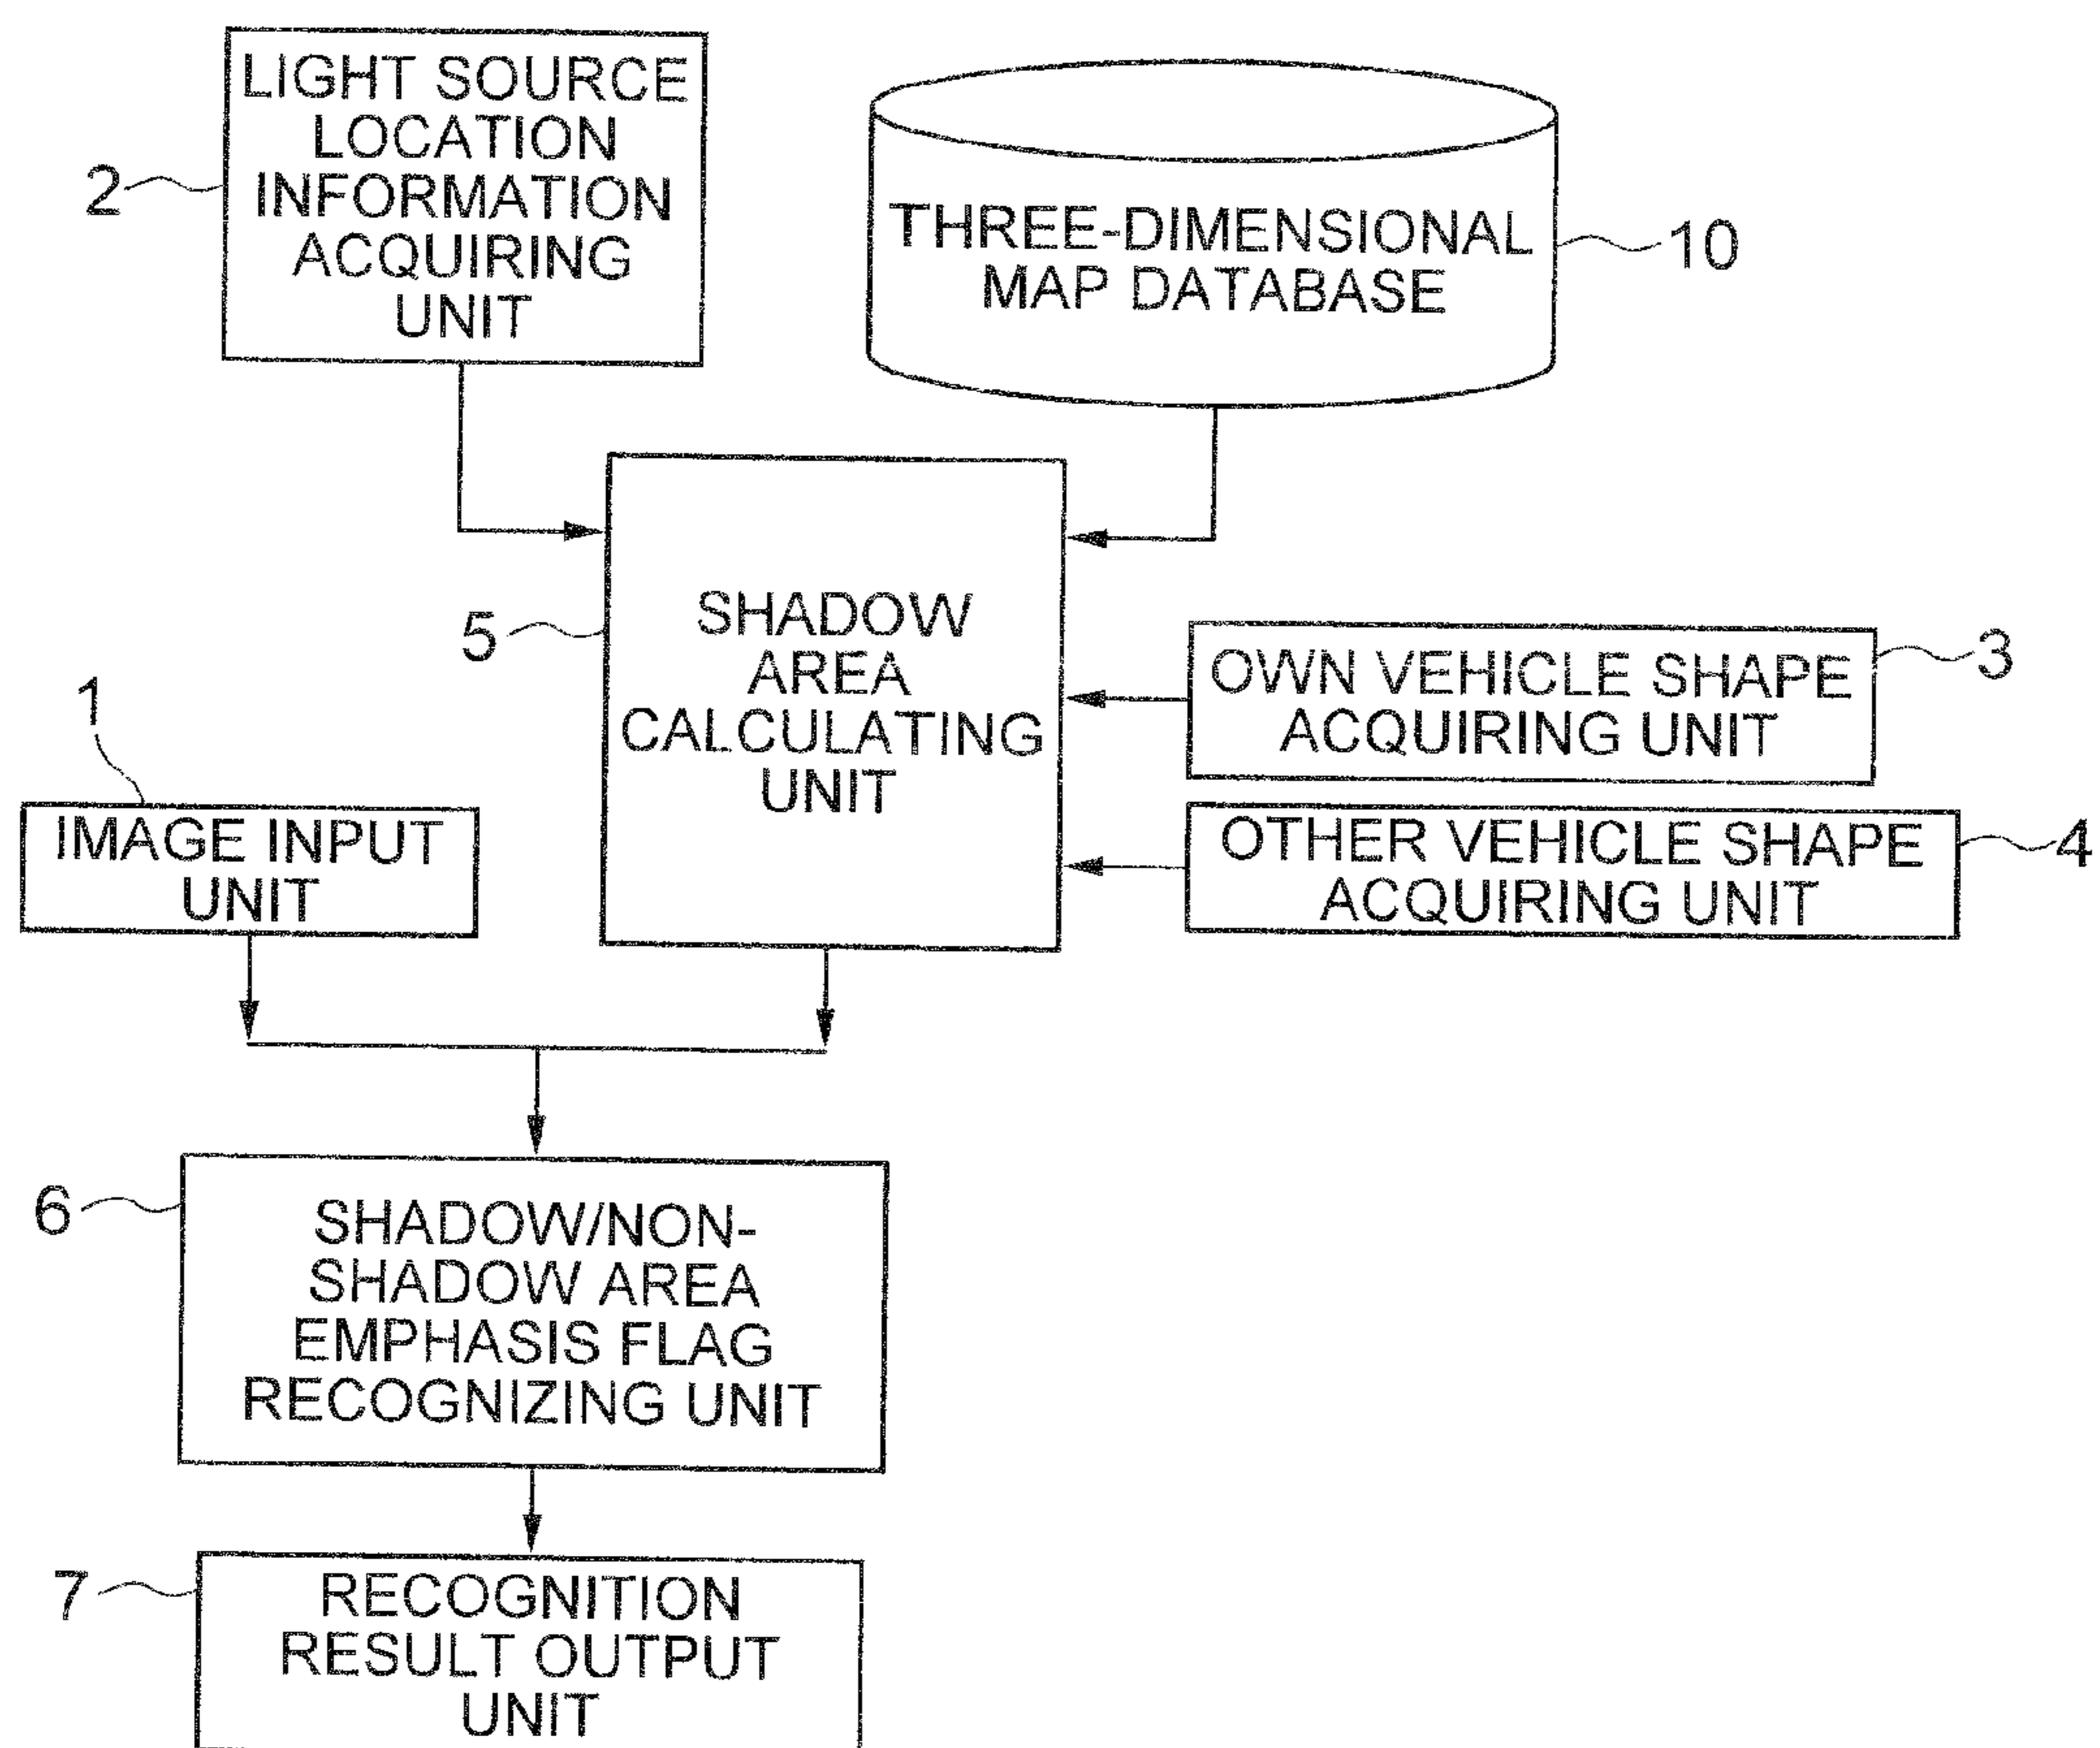 LIGHT SOURCE
LOCATION
INFORMATION
ACQUIRING
UNIT
2
THREE-DIMENSIONAL
MAP DATABASE
10
SHADOW
AREA
CALCULATING
UNIT
5
OWN VEHICLE SHAPE
ACQUIRING UNIT
3
1
IMAGE INPUT
UNIT
OTHER VEHICLE SHAPE
ACQUIRING UNIT
4
6
SHADOW/NON-
SHADOW AREA
EMPHASIS FLAG
RECOGNIZING UNIT
7
RECOGNITION
RESULT OUTPUT
UNIT